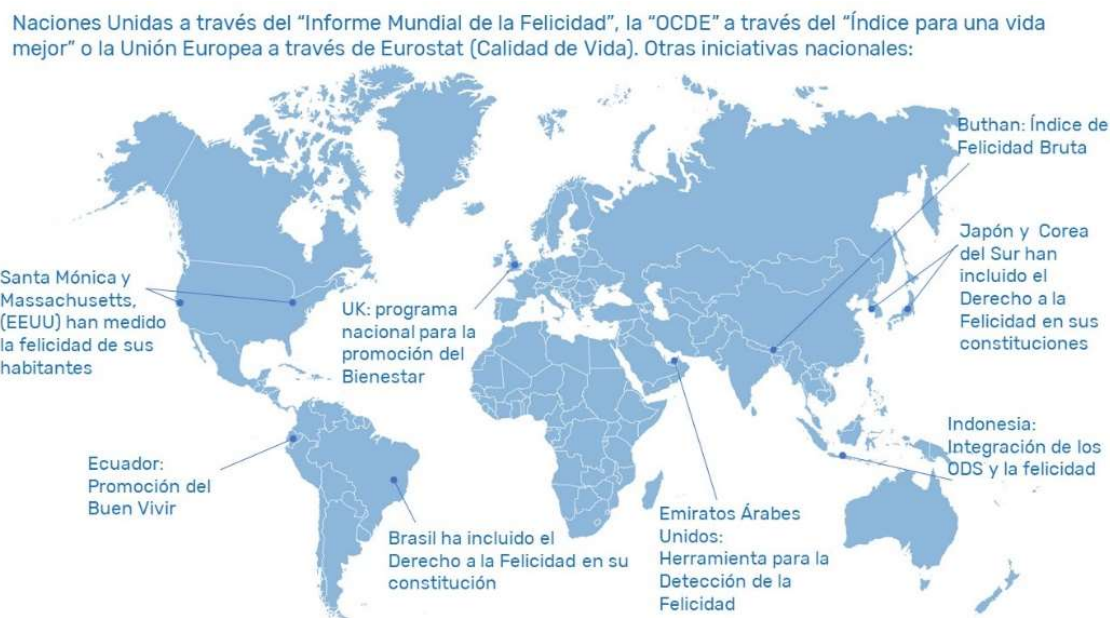 Naciones Unidas a través del “Informe Mundial de la Felicidad”, la “OCDE” a través del “Índice para una vida
mejor” o la Unión Europea a través de Eurostat (Calidad de Vida). Otras iniciativas nacionales:
Buthan: Índice de
Felicidad Bruta
Japón y Corea
del Sur han
incluido el
Derecho a la
Felicidad en sus
constituciones
Santa Mónica y
Massachusetts,
(EEUU) han medido
la felicidad de sus
habitantes
UK: programa
nacional para la
promoción del
Bienestar
Indonesia:
Integración de los
ODS y la felicidad
Ecuador:
Promoción del
Buen Vivir
Brasil ha incluido el
Derecho a la Felicidad en su
constitución
Emiratos Árabes
Unidos:
Herramienta para la
Detección de la
Felicidad